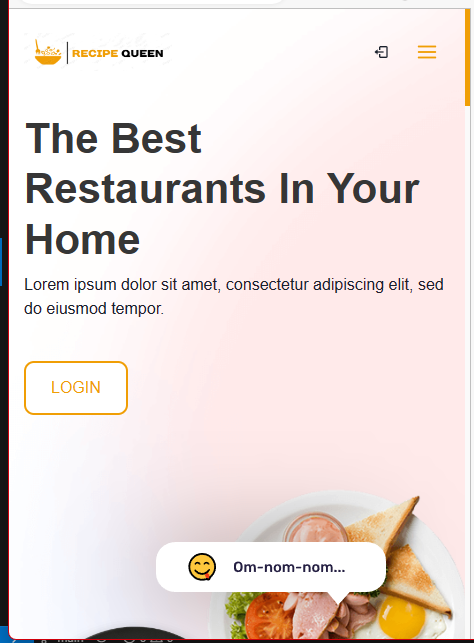 RECIPE QUEEN
The Best
Restaurants In Your
Home
Lorem ipsum dolor sit amet, consectetur adipiscing elit, sed
do eiusmod tempor.
LOGIN
Om-nom-nom...